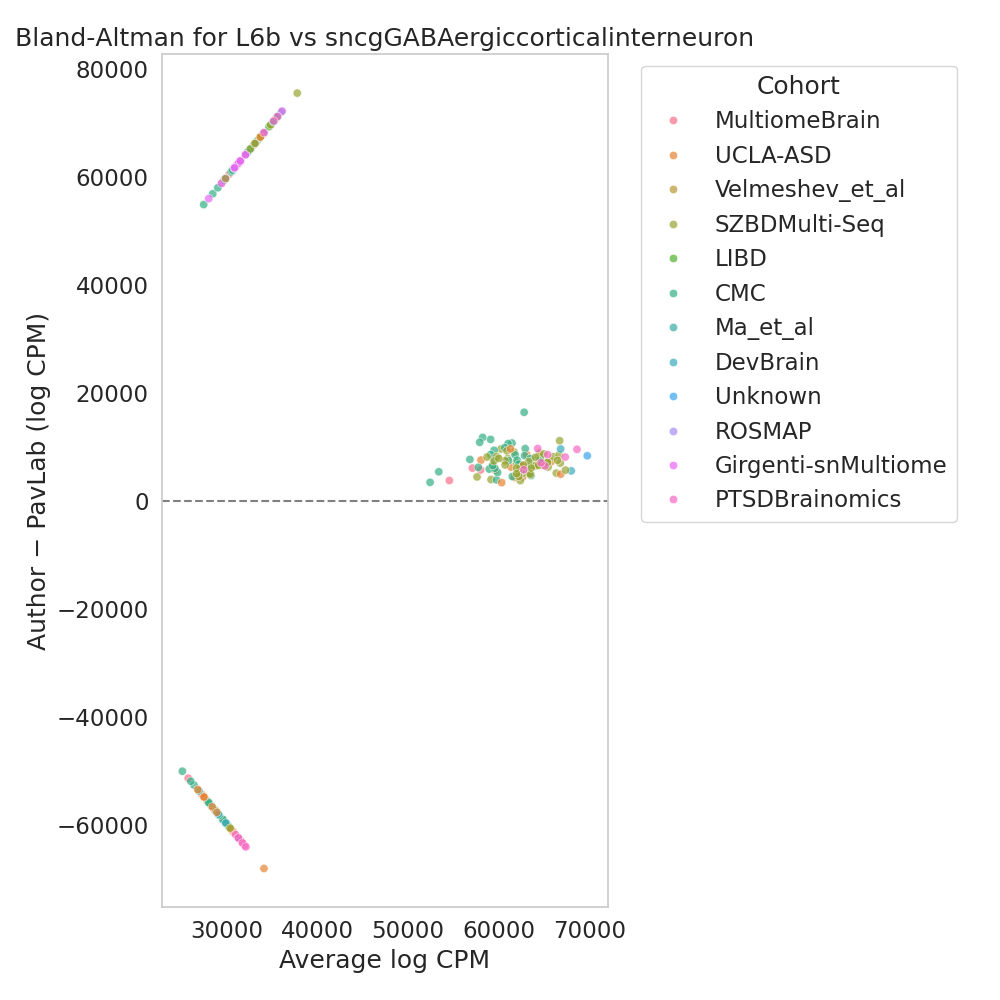 Bland-Altman for L6b vs sncgGABAergiccorticalinterneuron
80000
60000
40000
20000
0
−20000
−40000
−60000
Author − PavLab (log CPM)
30000 40000 50000 60000 70000
Average log CPM
Cohort
MultiomeBrain
UCLA-ASD
Velmeshev_et_al
SZBDMulti-Seq
LIBD
CMC
Ma_et_al
DevBrain
Unknown
ROSMAP
Girgenti-snMultiome
PTSDBrainomics